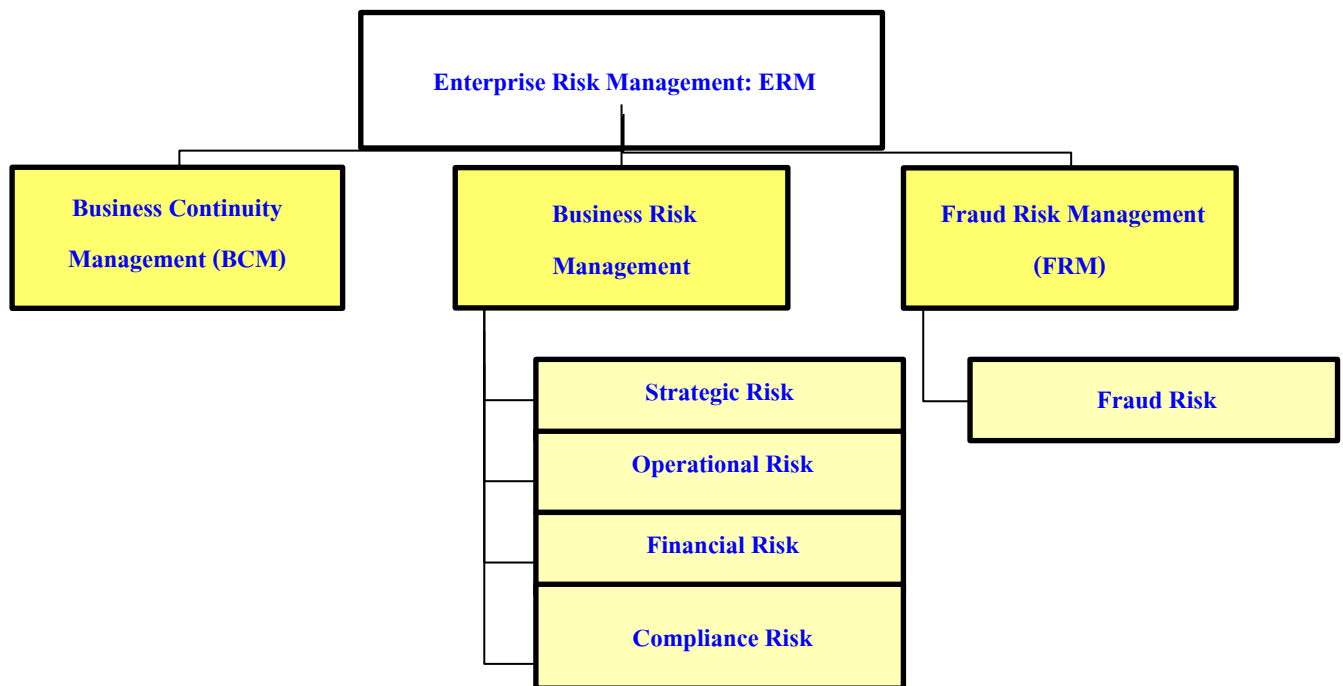 Enterprise Risk Management: ERM
Business Continuity
Management (BCM)
Business Risk
Management
Fraud Risk Management
(FRM)
Strategic Risk
Operational Risk
Financial Risk
Compliance Risk
Fraud Risk